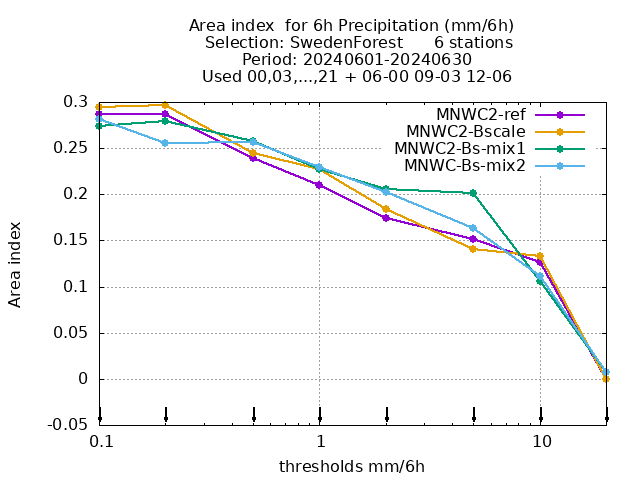 Area index  for 6h Precipitation (mm/6h)
Selection: SwedenForest      6 stations
Period: 20240601-20240630
Used 00,03,...,21 + 06-00 09-03 12-06
MNWC2-ref
MNWC2-Bscale
MNWC2-Bs-mix1
MNWC-Bs-mix2
0.3
0.25
0.2
0.15
0.1
0.05
0
-0.05
Area index
0.1 1 10
thresholds mm/6h